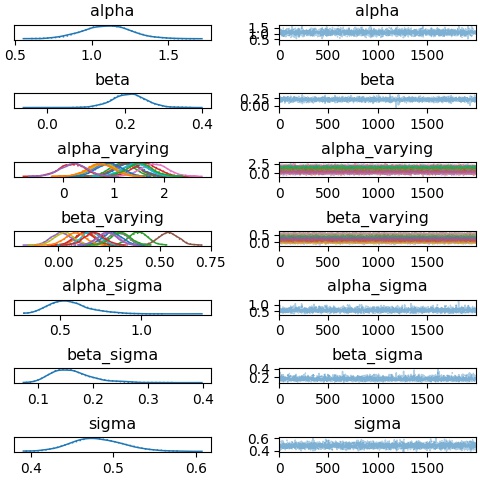 alpha alpha
1.5
1.0
0.5
0.5 1.0 1.5 0 500 1000 1500
beta beta
0.25
0.00
0.0 0.2 0.4 0 500 1000 1500
alpha_varying alpha_varying
2.5
0.0
0 1 2 0 500 1000 1500
beta_varying beta_varying
0.5
0.0
0.00 0.25 0.50 0.75 0 500 1000 1500
alpha_sigma alpha_sigma
1.0
0.5
0.5 1.0 0 500 1000 1500
beta_sigma beta_sigma
0.4
0.2
0.1 0.2 0.3 0.4 0 500 1000 1500
sigma sigma
0.6
0.4
0.4 0.5 0.6 0 500 1000 1500